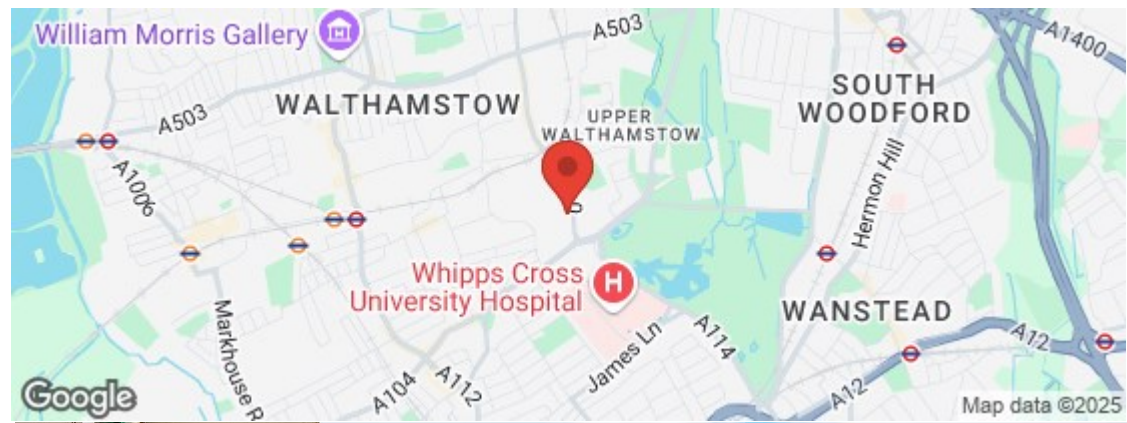 William Morris Gallery
A503
A1400
WALTHAMSTOW
SOUTH
WOODFORD
UPPER
WALTHAMSTOW
A503
A1006
Hermon Hill
Whipps Cross
University Hospital
H
WANSTEAD
Markhouse R
A114
A12
James Ln
A104
A112
A12
Google
Map data ©2025